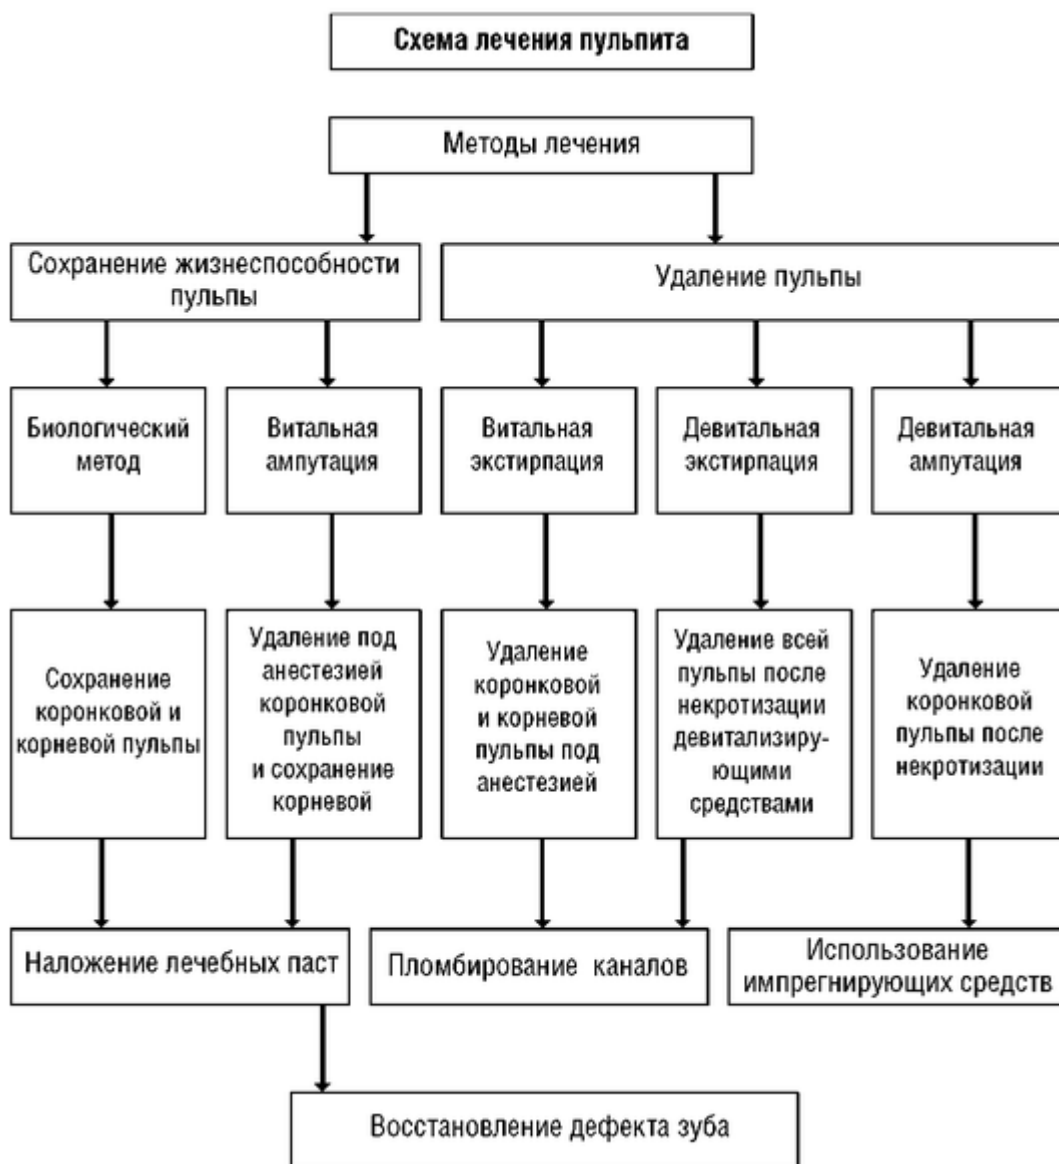 Схема лечения пульпита
Методы лечения
Сохранение жизнеспособности
пульпы
Удаление пульпы
Биологический
метод
Витальная
ампутация
Витальная
экстирпация
Девитальная
экстирпация
Девитальная
ампутация
Сохранение
коронковой и
корневой пульпы
Удаление под
анестезией
коронковой
пульпы
и сохранение
корневой
Удаление
коронковой
и корневой
пульпы под
анестезией
Удаление всей
пульпы после
некротизации
девитализиру-
ющими
средствами
Удаление
коронковой
пульпы после
некротизации
Наложение лечебных паст
Пломбирование каналов
Использование
импрегнирующих средств
Восстановление дефекта зуба